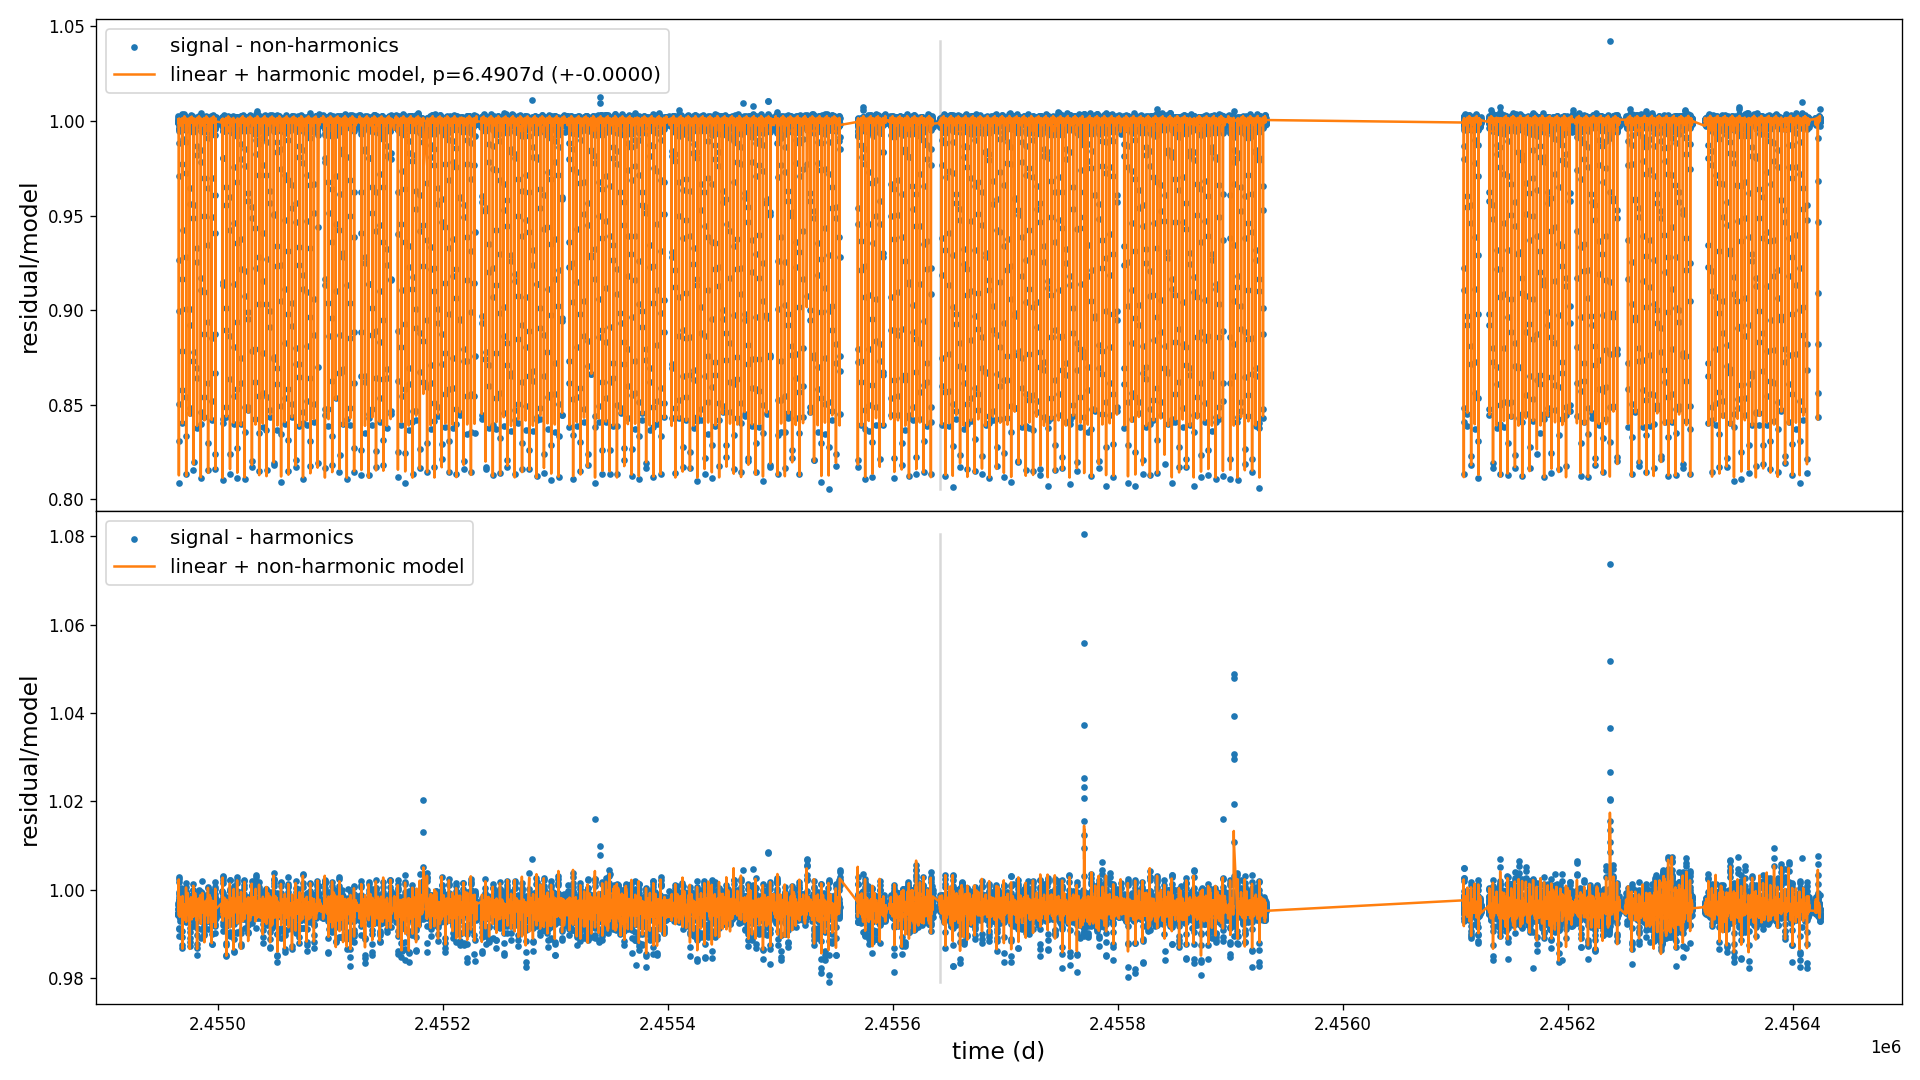 1.05
signal - non-harmonics
linear + harmonic model, p=6.4907d (+-0.0000)
1.00
0.95
residual/model
0.90
0.85
0.80
1.08
signal - harmonics
linear + non-harmonic model
1.06
1.04
residual/model
1.02
1.00
0.98
2.4550 2.4552 2.4554 2.4556 2.4558 2.4560 2.4562 2.4564
time (d)
1e6